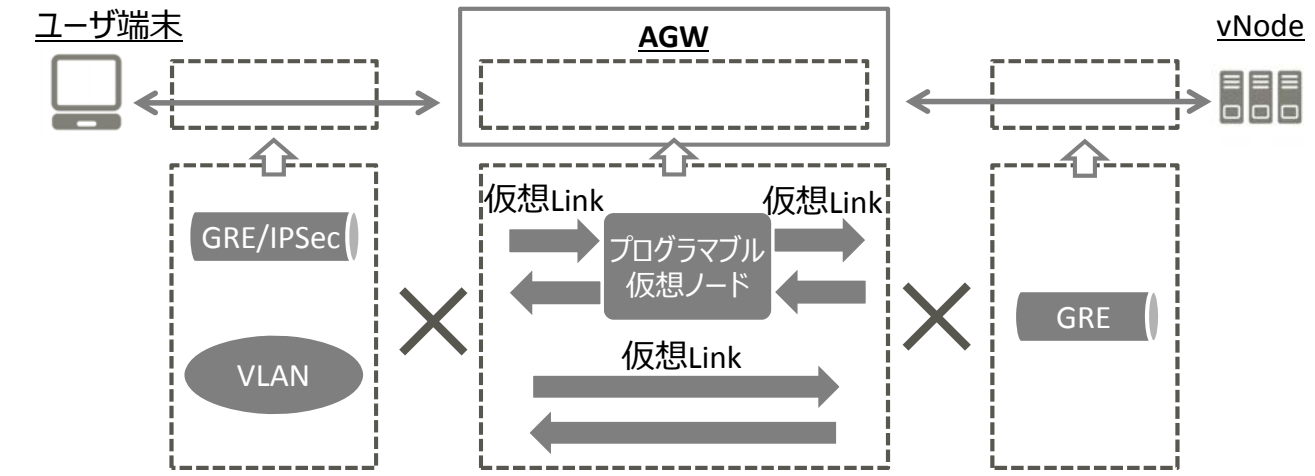 ユーザ端末
AGW
vNode
仮想Link
仮想Link
GRE/IPSec
プログラマブル
仮想ノード
GRE
仮想Link
VLAN